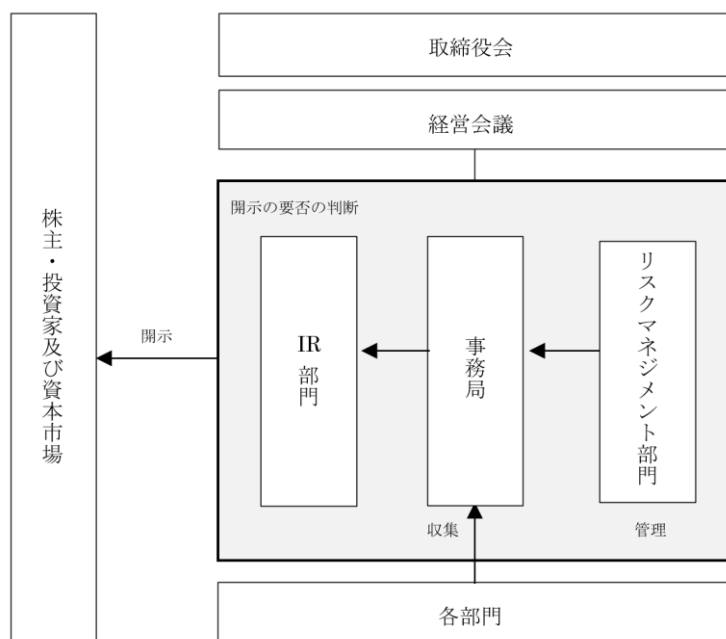 取締役会
経営会議
開示の要否の判断
株主・投資家及び資本市場
開示
IR
部門
事務局
リスクマネジメント部門
収集
管理
各部門